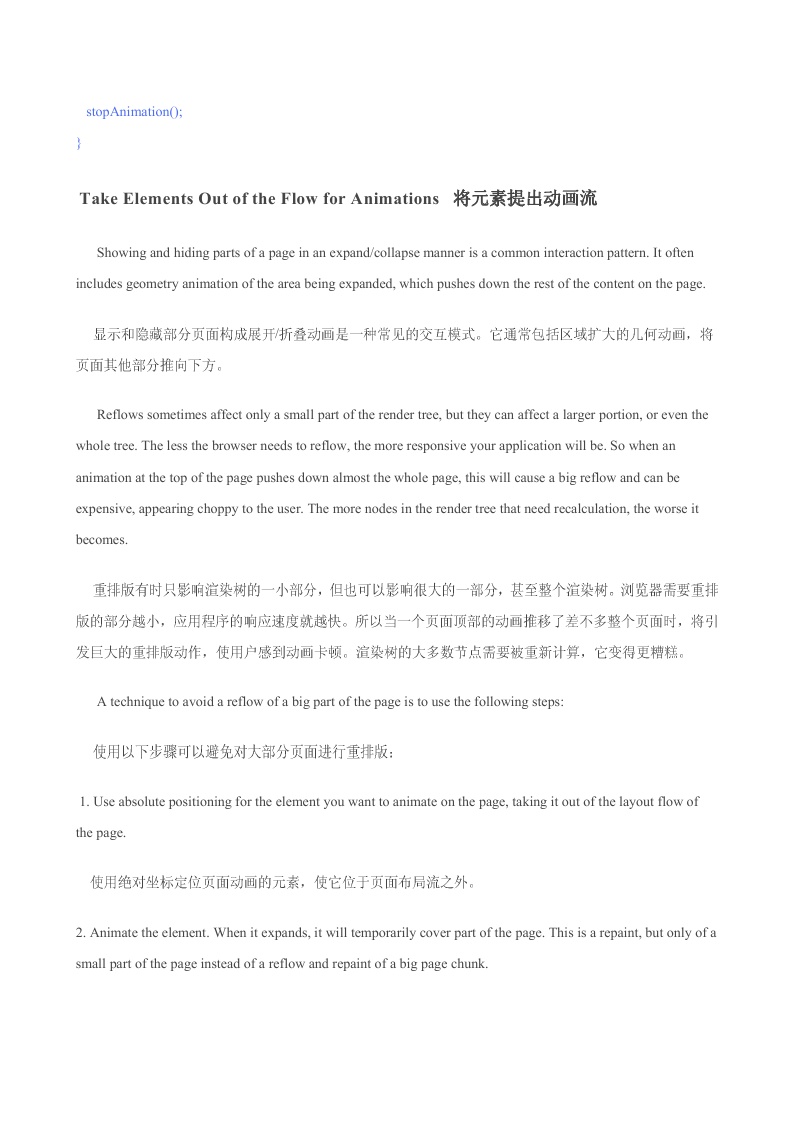 stopAnimation();
}
Take Elements Out of the Flow for Animations 将元素提出动画流
Showing and hiding parts of a page in an expand/collapse manner is a common interaction pattern. It often
includes geometry animation of the area being expanded, which pushes down the rest of the content on the page.
显示和隐藏部分页面构成展开/折叠动画是一种常见的交互模式。它通常包括区域扩大的几何动画，将
页面其他部分推向下方。
Reflows sometimes affect only a small part of the render tree, but they can affect a larger portion, or even the
whole tree. The less the browser needs to reflow, the more responsive your application will be. So when an
animation at the top of the page pushes down almost the whole page, this will cause a big reflow and can be
expensive, appearing choppy to the user. The more nodes in the render tree that need recalculation, the worse it
becomes.
重排版有时只影响渲染树的一小部分，但也可以影响很大的一部分，甚至整个渲染树。浏览器需要重排
版的部分越小，应用程序的响应速度就越快。所以当一个页面顶部的动画推移了差不多整个页面时，将引
发巨大的重排版动作，使用户感到动画卡顿。渲染树的大多数节点需要被重新计算，它变得更糟糕。
A technique to avoid a reflow of a big part of the page is to use the following steps:
使用以下步骤可以避免对大部分页面进行重排版：
1. Use absolute positioning for the element you want to animate on the page, taking it out of the layout flow of
the page.
使用绝对坐标定位页面动画的元素，使它位于页面布局流之外。
2. Animate the element. When it expands, it will temporarily cover part of the page. This is a repaint, but only of a
small part of the page instead of a reflow and repaint of a big page chunk.